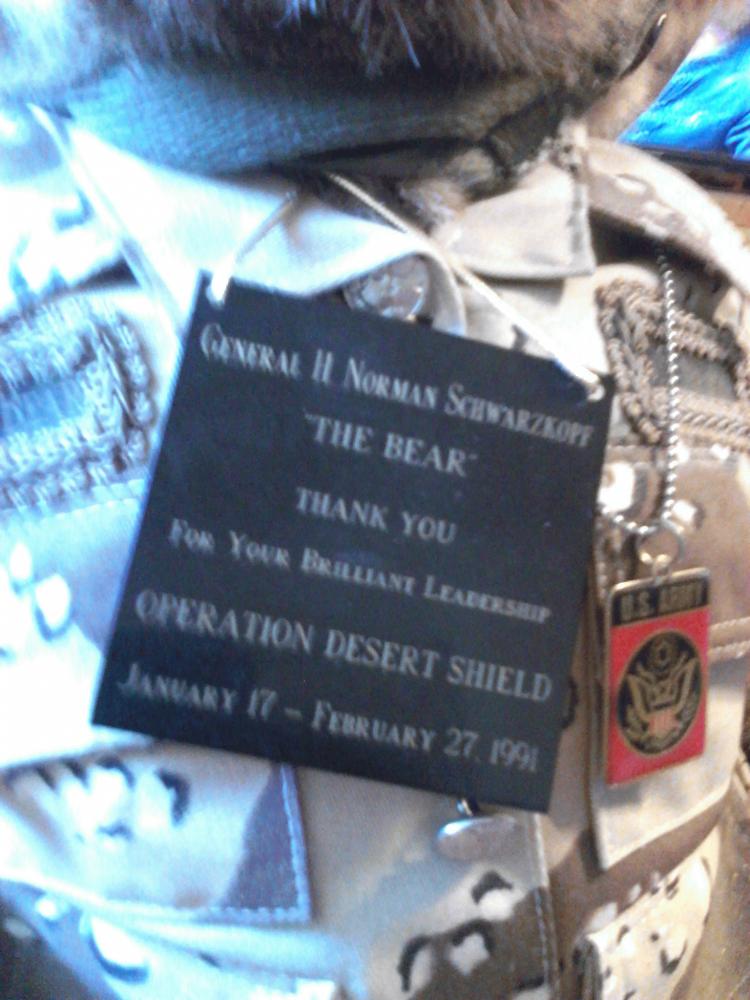 GENERAL H NORMAN SCHWARZKOPF
"THE BEAR"
THANK YOU
FOR YOUR BRILLIANT LEADERSHIP
OPERATION DESERT SHIELD
JANUARY 17 – FEBRUARY 27, 1991
U.S. ARMY